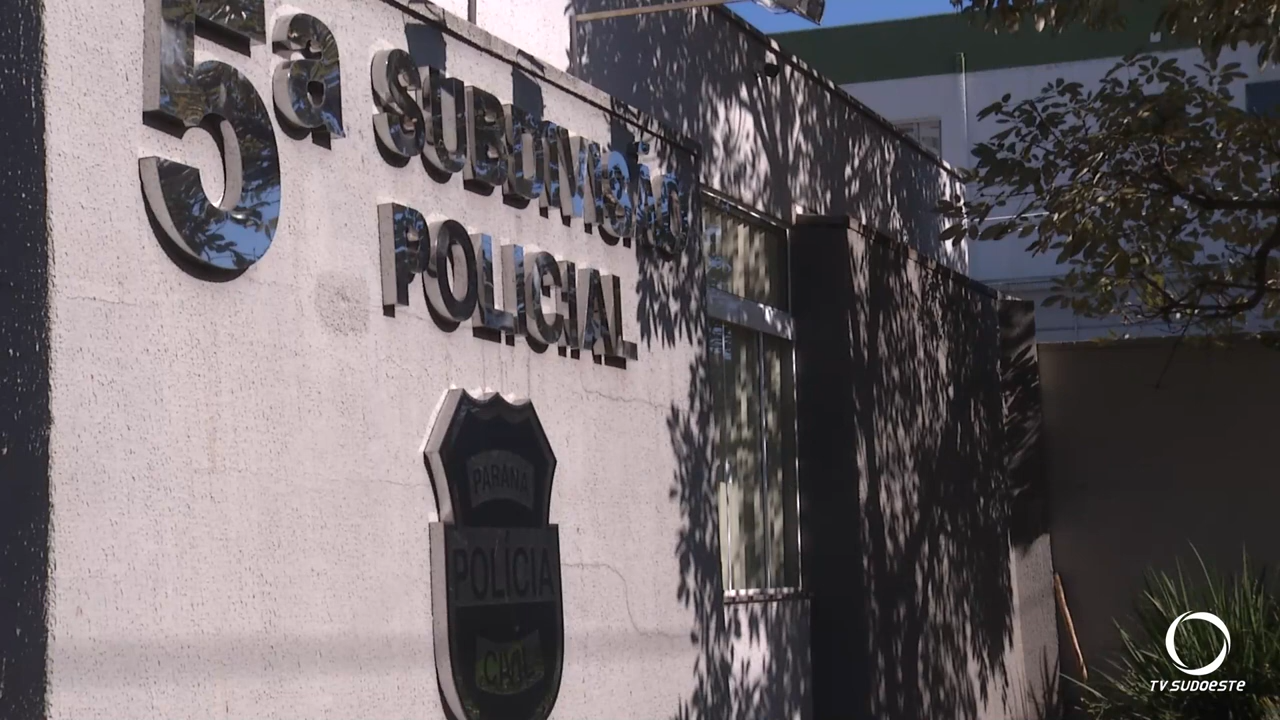 5ª SUBDIVISÃO
POLICIAL
PARANÁ
POLÍCIA
CIVIL
TV SUDOESTE